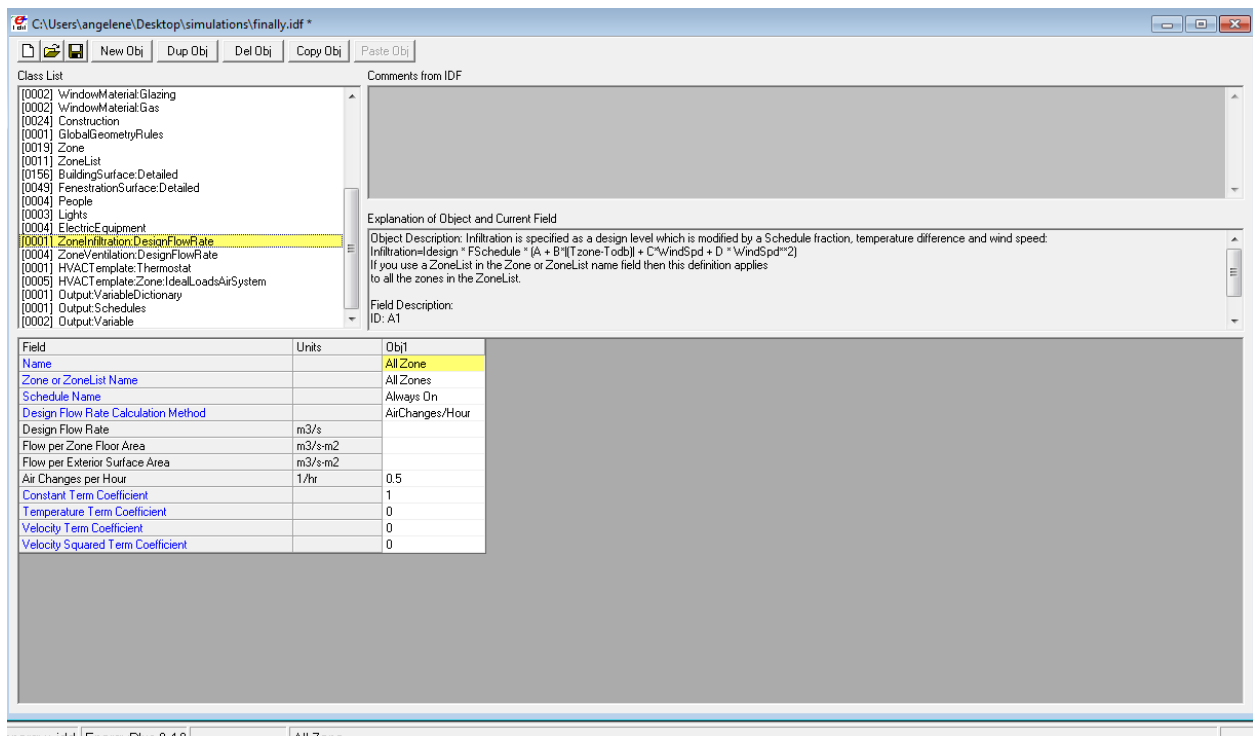 C:\Users\angelene\Desktop\simulations\finally.idf *
New Obj Dup Obj Del Obj Copy Obj Paste Obj
Class List
Comments from IDF
[0002] WindowMaterial:Glazing
[0002] WindowMaterial:Gas
[0024] Construction
[0001] GlobalGeometryRules
[0019] Zone
[0011] ZoneList
[0156] BuildingSurface:Detailed
[0049] FenestrationSurface:Detailed
[0004] People
[0003] Lights
[0004] ElectricEquipment
[0001] ZoneInfiltration:DesignFlowRate
[0004] ZoneVentilation:DesignFlowRate
[0001] HVACTemplate:Thermostat
[0005] HVACTemplate:Zone:IdealLoadsAirSystem
[0001] Output:VariableDictionary
[0001] Output:Schedules
[0002] Output:Variable
Explanation of Object and Current Field
Object Description: Infiltration is specified as a design level which is modified by a Schedule fraction, temperature difference and wind speed:
Infiltration=Idesign * FSchedule * (A + B*|(Tzone-Todb)| + C*WindSpd + D * WindSpd**2)
If you use a ZoneList in the Zone or ZoneList name field then this definition applies
to all the zones in the ZoneList.
Field Description:
ID: A1
Field Units Obj1
Name All Zone
Zone or ZoneList Name All Zones
Schedule Name Always On
Design Flow Rate Calculation Method AirChanges/Hour
Design Flow Rate m3/s
Flow per Zone Floor Area m3/s-m2
Flow per Exterior Surface Area m3/s-m2
Air Changes per Hour 1/hr 0.5
Constant Term Coefficient 1
Temperature Term Coefficient 0
Velocity Term Coefficient 0
Velocity Squared Term Coefficient 0